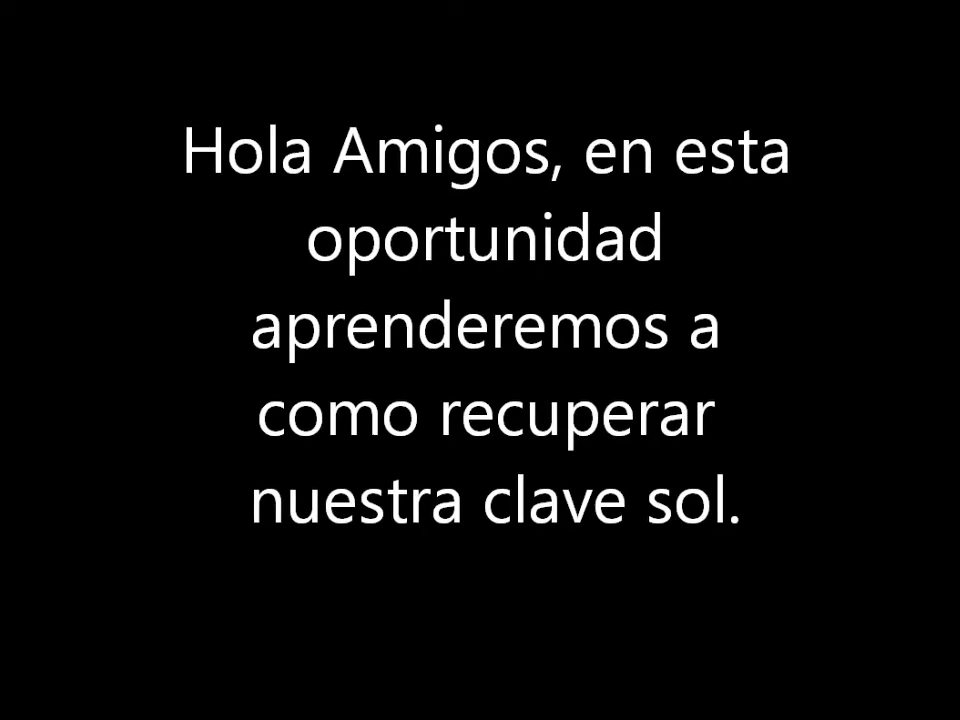 Hola Amigos, en esta
oportunidad
aprenderemos a
como recuperar
nuestra clave sol.